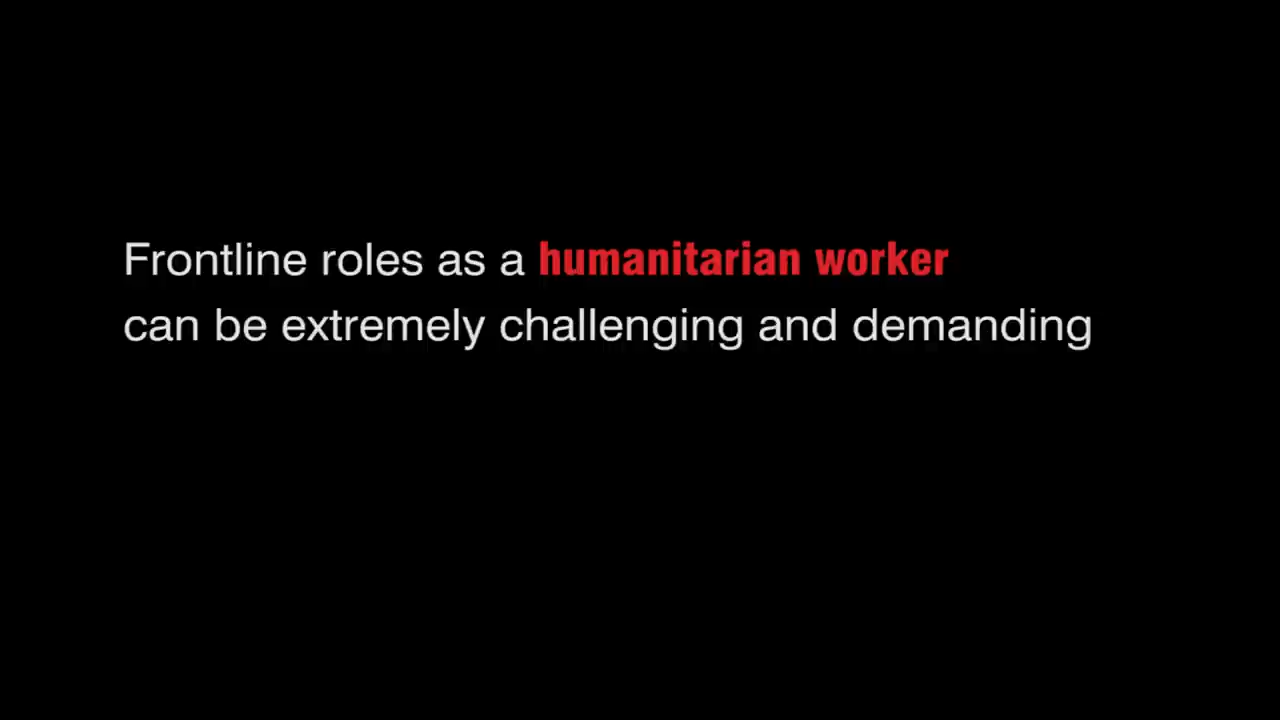 Frontline roles as a humanitarian worker
can be extremely challenging and demanding